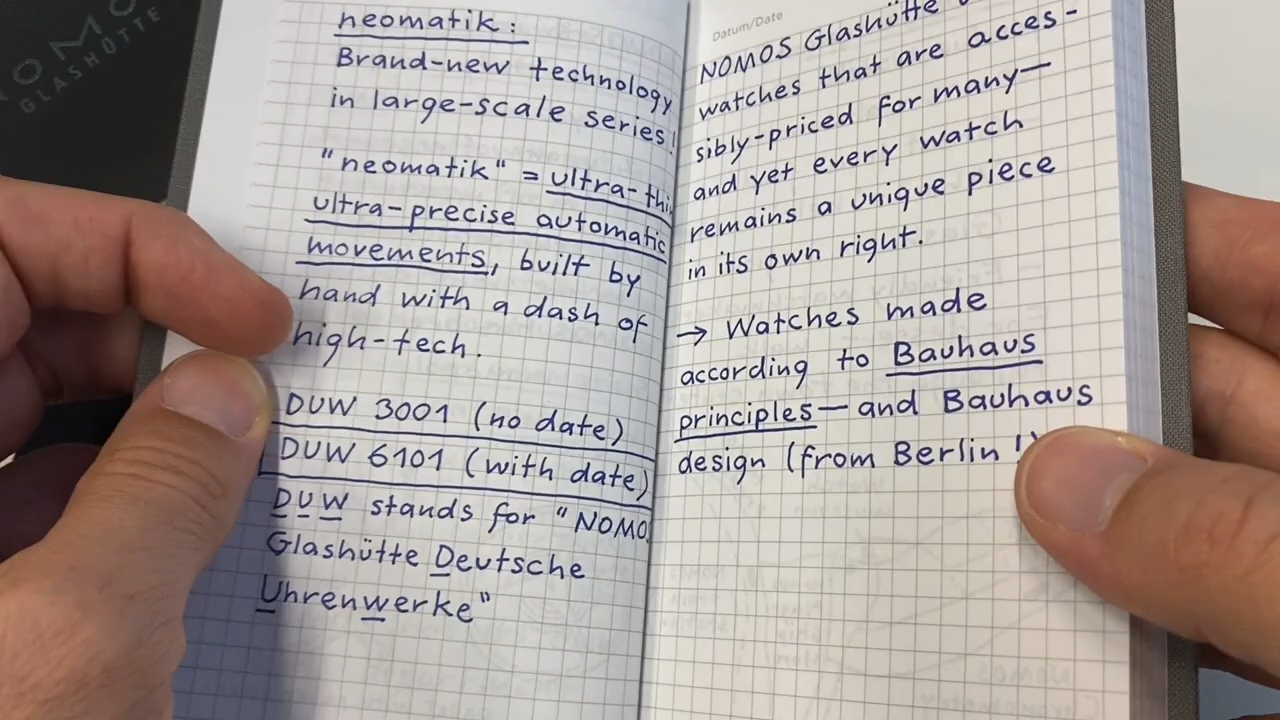 neomatik:
Brand-new technology
in large-scale series!
"neomatik" = ultra-thi
ultra-precise automatic
movements, built by
hand with a dash of
high-tech.
DUW 3001 (no date)
DUW 6101 (with date)
DUW stands for "NOMO
Glashütte Deutsche
Uhrenwerke"
Datum/Date
NOMOS Glashütte
watches that are acces-
sibly-priced for many—
and yet every watch
remains a unique piece
in its own right.
→ Watches made
according to Bauhaus
principles— and Bauhaus
design (from Berlin!)
GLASHÜTTE